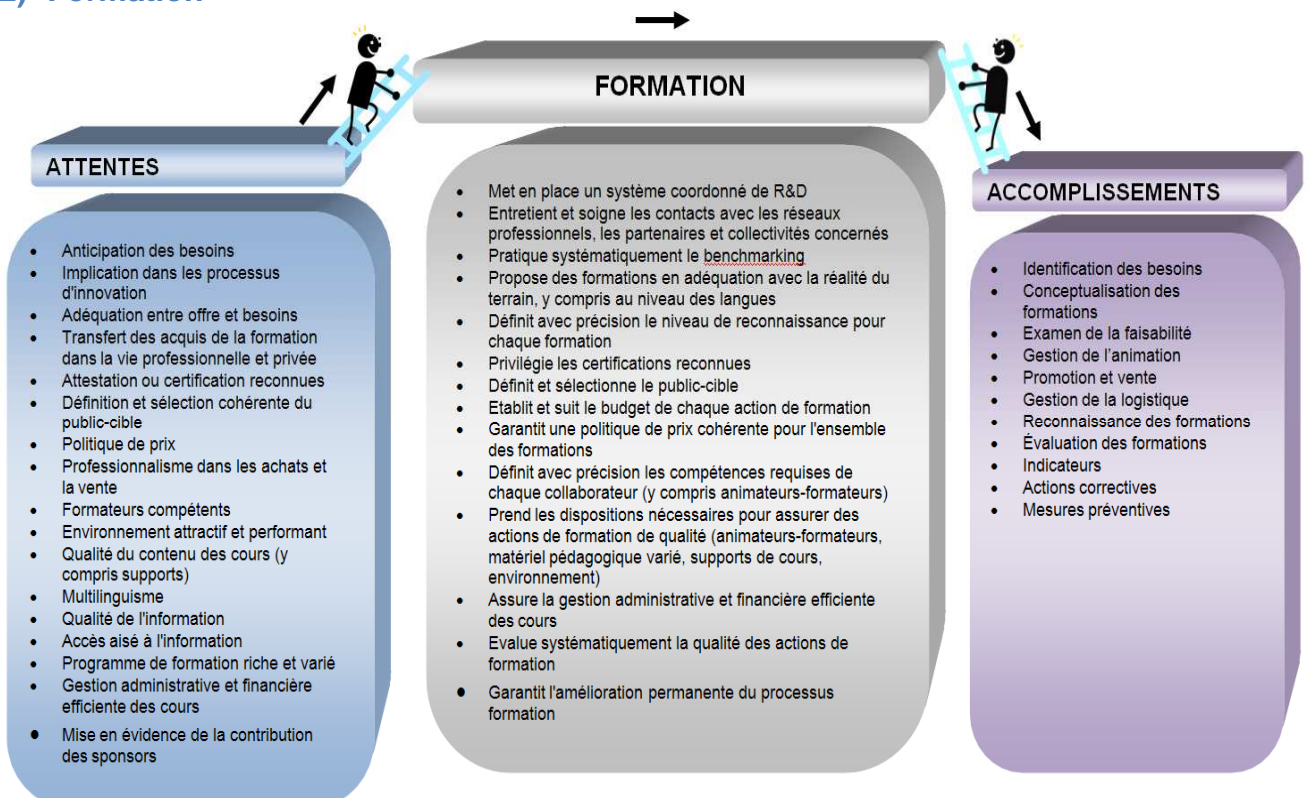 Formation
FORMATION
ATTENTES
• Anticipation des besoins
• Implication dans les processus
d'innovation
• Adéquation entre offre et besoins
• Transfert des acquis de la formation
dans la vie professionnelle et privée
• Attestation ou certification reconnues
• Définition et sélection cohérente du
public-cible
• Politique de prix
• Professionnalisme dans les achats et
la vente
• Formateurs compétents
• Environnement attractif et performant
• Qualité du contenu des cours (y
compris supports)
• Multilinguisme
• Qualité de l'information
• Accès aisé à l'information
• Programme de formation riche et varié
• Gestion administrative et financière
efficiente des cours
• Mise en évidence de la contribution
des sponsors
• Met en place un système coordonné de R&D
• Entretient et soigne les contacts avec les réseaux
professionnels, les partenaires et collectivités concernés
• Pratique systématiquement le benchmarking
• Propose des formations en adéquation avec la réalité du
terrain, y compris au niveau des langues
• Définit avec précision le niveau de reconnaissance pour
chaque formation
• Privilégie les certifications reconnues
• Définit et sélectionne le public-cible
• Etablit et suit le budget de chaque action de formation
• Garantit une politique de prix cohérente pour l'ensemble
des formations
• Définit avec précision les compétences requises de
chaque collaborateur (y compris animateurs-formateurs)
• Prend les dispositions nécessaires pour assurer des
actions de formation de qualité (animateurs-formateurs,
matériel pédagogique varié, supports de cours,
environnement)
• Assure la gestion administrative et financière efficiente
des cours
• Evalue systématiquement la qualité des actions de
formation
• Garantit l'amélioration permanente du processus
formation
ACCOMPLISSEMENTS
• Identification des besoins
• Conceptualisation des
formations
• Examen de la faisabilité
• Gestion de l’animation
• Promotion et vente
• Gestion de la logistique
• Reconnaissance des formations
• Évaluation des formations
• Indicateurs
• Actions correctives
• Mesures préventives